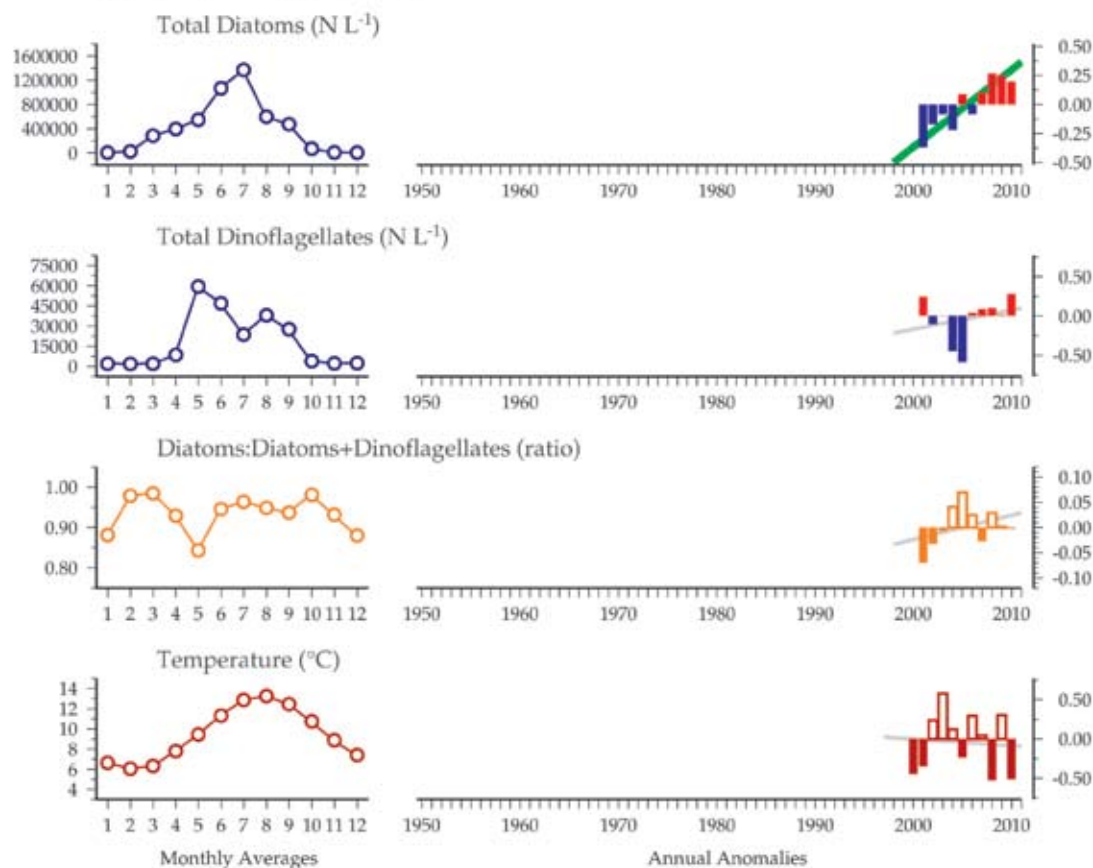 Total Diatoms (N L-1)
1600000
1200000
800000
400000
0
1 2 3 4 5 6 7 8 9 10 11 12
1950 1960 1970 1980 1990 2000 2010
0.50
0.25
0.00
-0.25
-0.50
Total Dinoflagellates (N L-1)
75000
60000
45000
30000
15000
0
1 2 3 4 5 6 7 8 9 10 11 12
1950 1960 1970 1980 1990 2000 2010
0.50
0.00
-0.50
Diatoms:Diatoms+Dinoflagellates (ratio)
1.00
0.90
0.80
1 2 3 4 5 6 7 8 9 10 11 12
1950 1960 1970 1980 1990 2000 2010
0.10
0.05
0.00
-0.05
-0.10
Temperature (°C)
14
12
10
8
6
4
1 2 3 4 5 6 7 8 9 10 11 12
1950 1960 1970 1980 1990 2000 2010
0.50
0.00
-0.50
Monthly Averages
Annual Anomalies